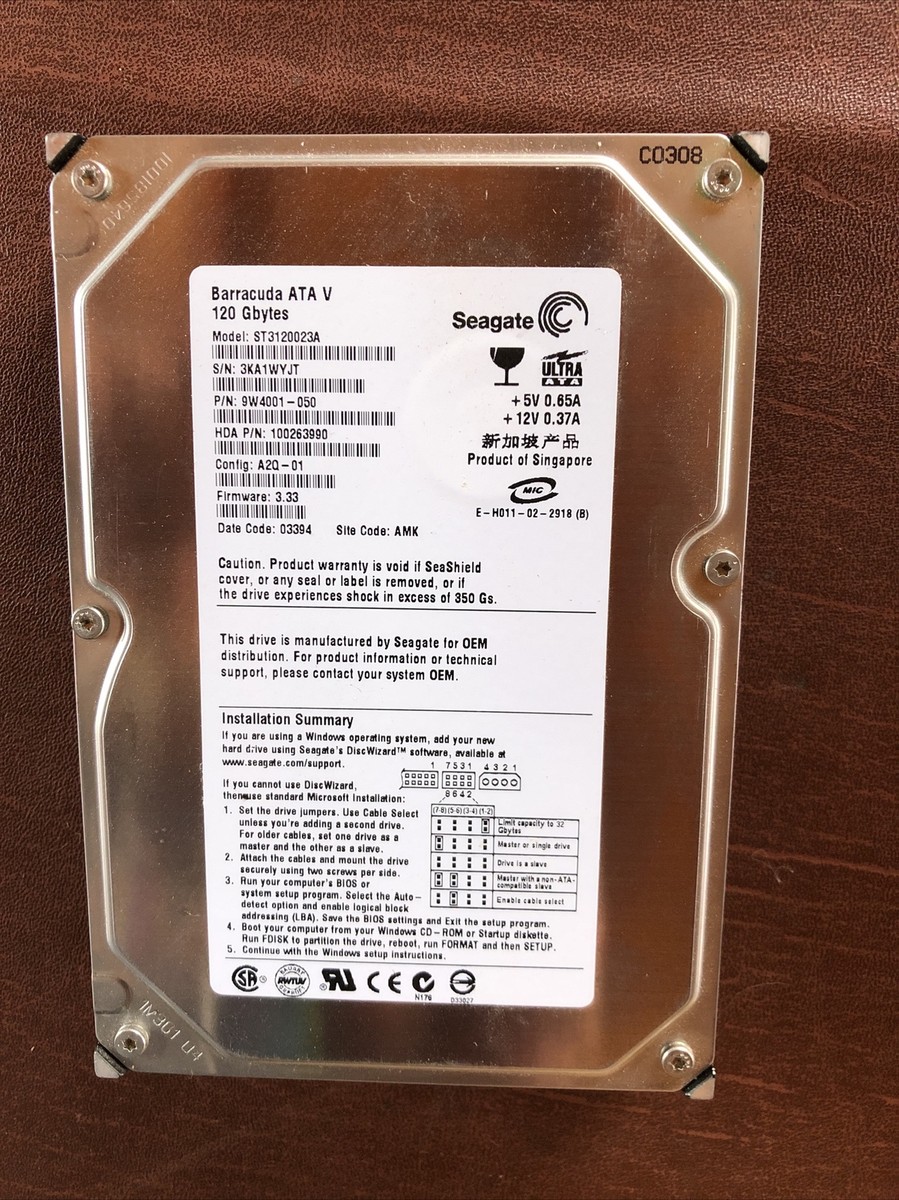 C0308
Barracuda ATA V
120 Gbytes
Model: ST3120023A
S/N: 3KA1WYJT
P/N: 9W4001-050
HDA P/N: 100263990
Config: A2Q-01
Firmware: 3.33
Date Code: 03394 Site Code: AMK
Seagate
ULTRA
ATA
+5V 0.65A
+12V 0.37A
新加坡产品
Product of Singapore
MIC
E-H011-02-2918 (B)
Caution. Product warranty is void if SeaShield
cover, or any seal or label is removed, or if
the drive experiences shock in excess of 350 Gs.
This drive is manufactured by Seagate for OEM
distribution. For product information or technical
support, please contact your system OEM.
Installation Summary
If you are using a Windows operating system, add your new
hard drive using Seagate's DiscWizard™ software, available at
www.seagate.com/support.
If you cannot use DiscWizard,
then use standard Microsoft Installation:
1. Set the drive jumpers. Use Cable Select
unless you're adding a second drive.
For older cables, set one drive as a
master and the other as a slave.
2. Attach the cables and mount the drive
securely using two screws per side.
3. Run your computer's BIOS or
system setup program. Select the Auto-
detect option and enable logical block
addressing (LBA). Save the BIOS settings and Exit the setup program.
4. Boot your computer from your Windows CD-ROM or Startup diskette.
Run FDISK to partition the drive, reboot, run FORMAT and then SETUP.
5. Continue with the Windows setup instructions.
1 7531 4321
8642
(7-8)(5-6)(3-4)(1-2)
Limit capacity to 32
Gbytes
Master or single drive
Drive is a slave
Master with a non-ATA-
compatible slave
Enable cable select
SA
RWTUV
CE
N176
D33027